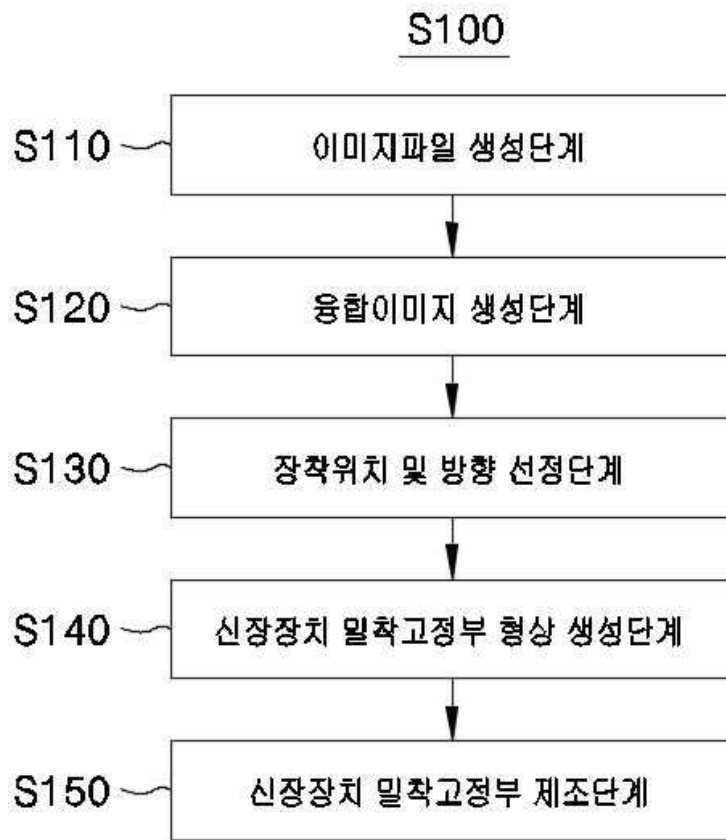 S100
S110 이미지파일 생성단계
S120 융합이미지 생성단계
S130 장착위치 및 방향 선정단계
S140 신장장치 밀착고정부 형상 생성단계
S150 신장장치 밀착고정부 제조단계